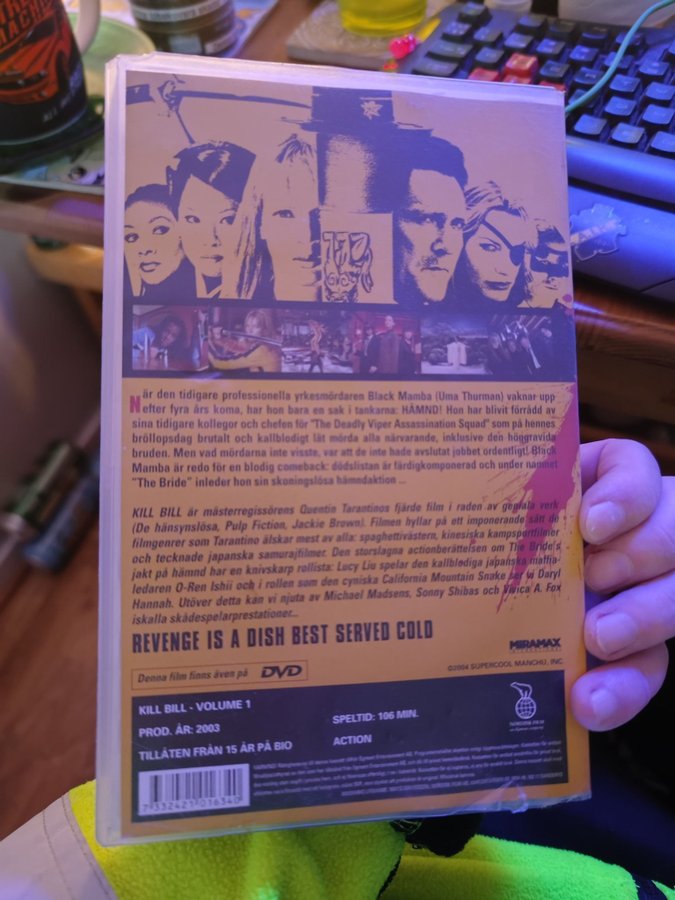 MACHI
När den tidigare professionella yrkesmördaren Black Mamba (Uma Thurman) vaknar upp
efter fyra års koma, har hon bara en sak i tankarna: HÄMND! Hon har blivit förrådd av
sina tidigare kollegor och chefen för "The Deadly Viper Assassination Squad" som på hennes
bröllopsdag brutalt och kallblodigt låt mörda alla närvarande, inklusive den höggravida
bruden. Men vad mördarna inte visste, var att de inte hade avslutat jobbet ordentligt! Black
Mamba är redo för en blodig comeback: dödslistan är färdigkomponerad och under namnet
"The Bride" inleder hon sin skoningslösa hämndaktion ...
KILL BILL är mästerregissörens Quentin Tarantinos fjärde film i raden av geniala verk
(De hänsynslösa, Pulp Fiction, Jackie Brown). Filmen hyllar på ett imponerande sätt de
filmgenrer som Tarantino älskar mest av alla: spaghettivästern, kinesiska kampsportfilmer
och tecknade japanska samurajfilmer. Den storslagna actionberättelsen om The Bride's
jakt på hämnd har en knivskarp rollista: Lucy Liu spelar den kallblodiga japanska maffia-
ledaren O-Ren Ishii och i rollen som den cyniska California Mountain Snake ser vi Daryl
Hannah. Utöver detta kan vi njuta av Michael Madsens, Sonny Shibas och Vivica A. Fox
iskalla skådespelarprestationer...
REVENGE IS A DISH BEST SERVED COLD
MIRAMAX
Denna film finns även på DVD
©2004 SUPERCOOL MANCHU, INC
KILL BILL - VOLUME 1
PROD. ÅR: 2003
SPELTID: 106 MIN.
TILLÅTEN FRÅN 15 ÅR PÅ BIO
ACTION
7 332421 016340